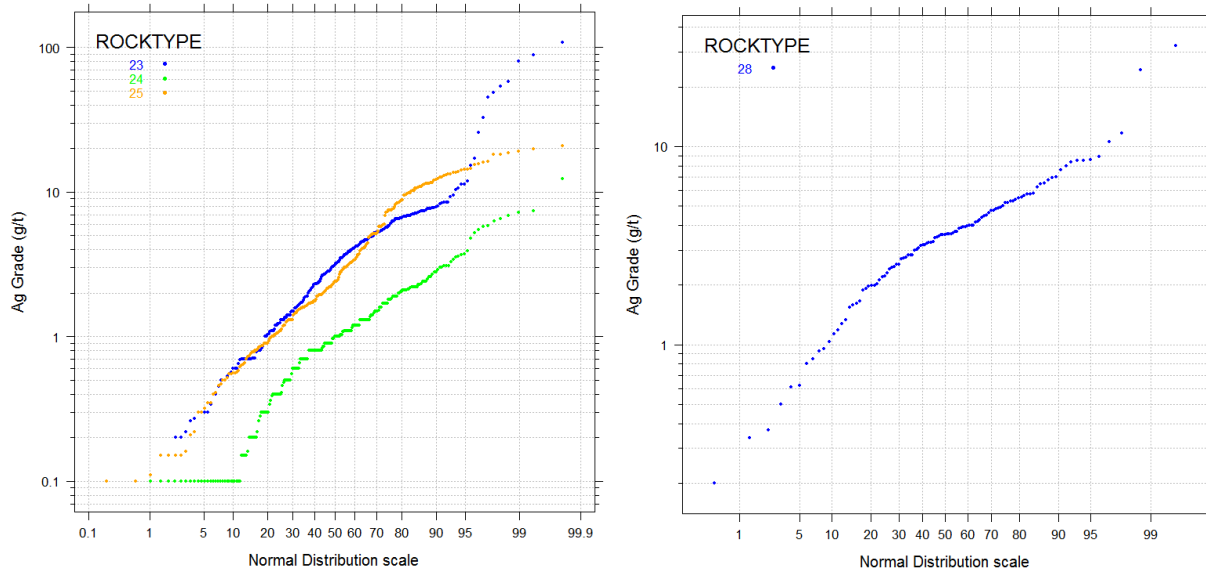 ROCKTYPE
23
24
25
Ag Grade (g/t)
100
10
1
0.1
0.1 1 5 10 20 30 40 50 60 70 80 90 95 99 99.9
Normal Distribution scale
ROCKTYPE
28
Ag Grade (g/t)
10
1
1 5 10 20 30 40 50 60 70 80 90 95 99
Normal Distribution scale